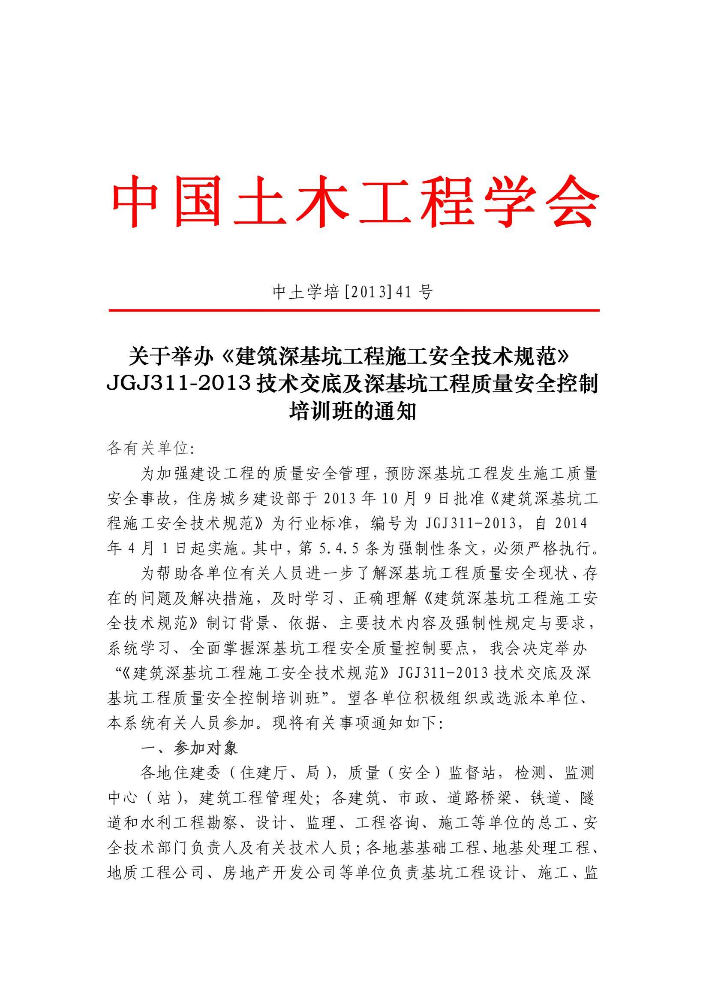 中国土木工程学会
中土学培[2013]41 号
关于举办《建筑深基坑工程施工安全技术规范》
JGJ311-2013 技术交底及深基坑工程质量安全控制
培训班的通知
各有关单位:
为加强建设工程的质量安全管理，预防深基坑工程发生施工质量
安全事故，住房城乡建设部于 2013 年 10 月 9 日批准《建筑深基坑工
程施工安全技术规范》为行业标准，编号为 JGJ311-2013，自 2014
年 4 月 1 日起实施。其中，第 5.4.5 条为强制性条文，必须严格执行。
为帮助各单位有关人员进一步了解深基坑工程质量安全现状、存
在的问题及解决措施，及时学习、正确理解《建筑深基坑工程施工安
全技术规范》制订背景、依据、主要技术内容及强制性规定与要求，
系统学习、全面掌握深基坑工程安全质量控制要点，我会决定举办
“《建筑深基坑工程施工安全技术规范》JGJ311-2013 技术交底及深
基坑工程质量安全控制培训班”。望各单位积极组织或选派本单位、
本系统有关人员参加。现将有关事项通知如下：
一、参加对象
各地住建委（住建厅、局），质量（安全）监督站，检测、监测
中心（站），建筑工程管理处；各建筑、市政、道路桥梁、铁道、隧
道和水利工程勘察、设计、监理、工程咨询、施工等单位的总工、安
全技术部门负责人及有关技术人员；各地基基础工程、地基处理工程、
地质工程公司、房地产开发公司等单位负责基坑工程设计、施工、监